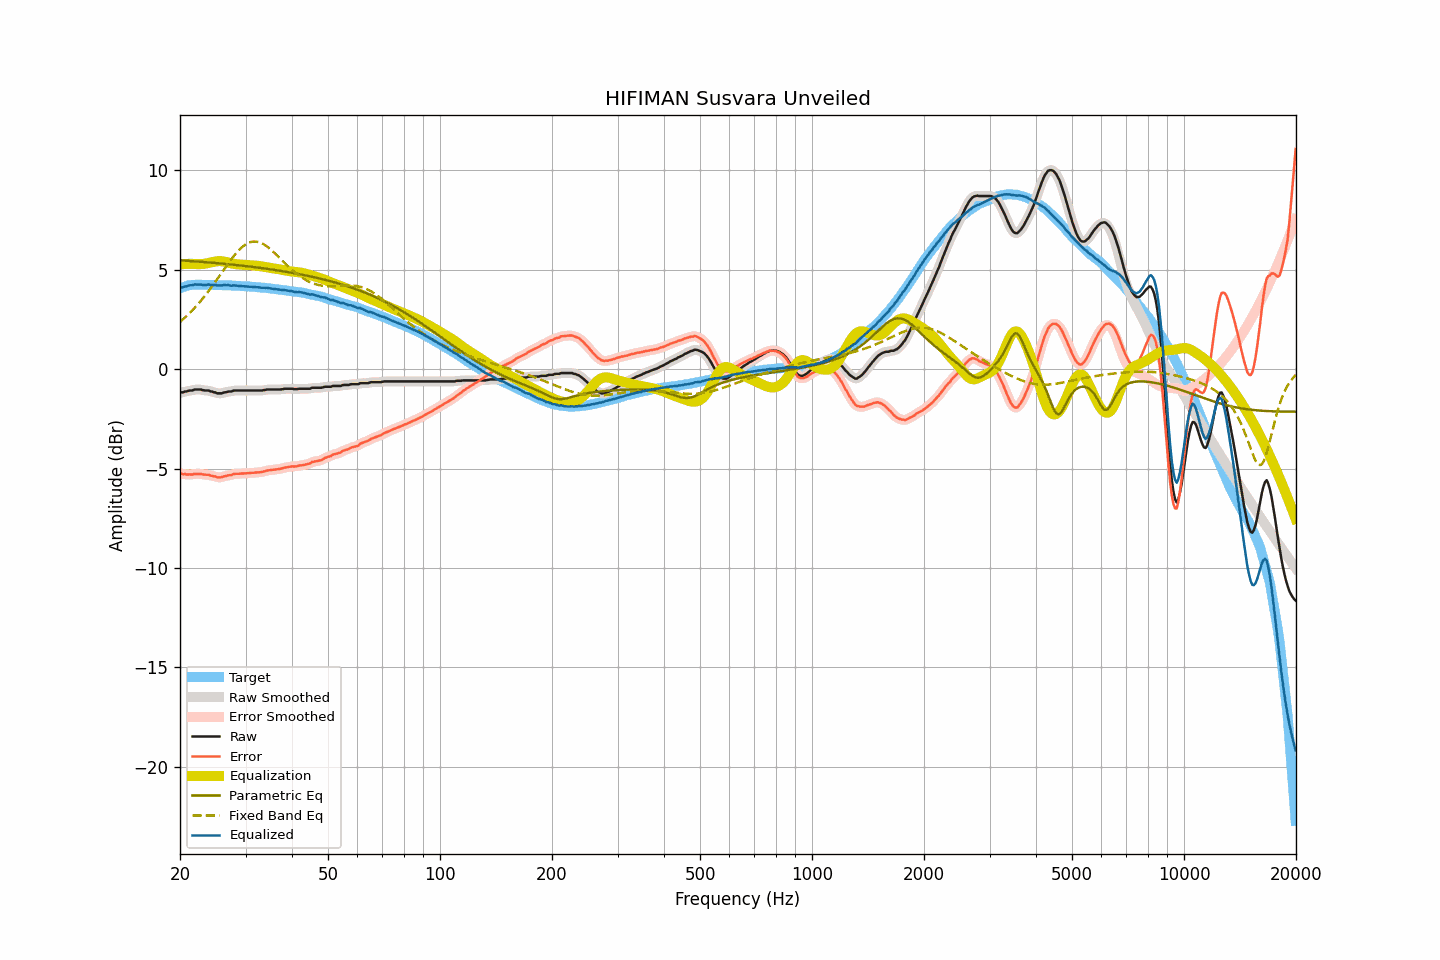 HIFIMAN Susvara Unveiled
10
5
0
−5
−10
−15
−20
Amplitude (dBr)
Target
Raw Smoothed
Error Smoothed
Raw
Error
Equalization
Parametric Eq
Fixed Band Eq
Equalized
20 50 100 200 500 1000 2000 5000 10000 20000
Frequency (Hz)